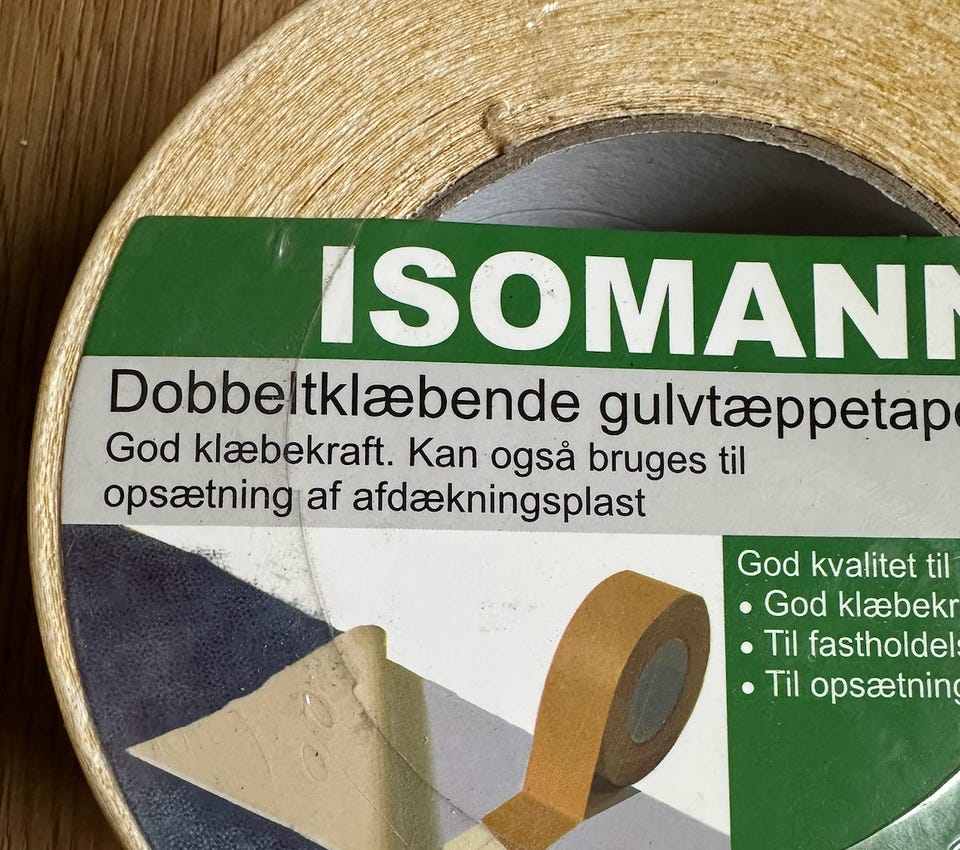 ISOMANN
Dobbeltklæbende gulvtæppetape
God klæbekraft. Kan også bruges til
opsætning af afdækningsplast
God kvalitet til
• God klæbekr
• Til fastholdels
• Til opsætning